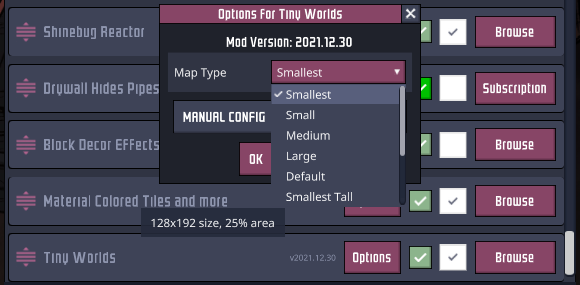 Options For Tiny Worlds
Mod Version: 2021.12.30
Map Type
Smallest
Smallest
Small
Medium
Large
Default
Smallest Tall
MANUAL CONFIG
OK
128x192 size, 25% area
Shinebug Reactor
Browse
Drywall Hides Pipes
Subscription
Block Decor Effects
Browse
Material Colored Tiles and more
Browse
Tiny Worlds
v2021.12.30
Options
Browse